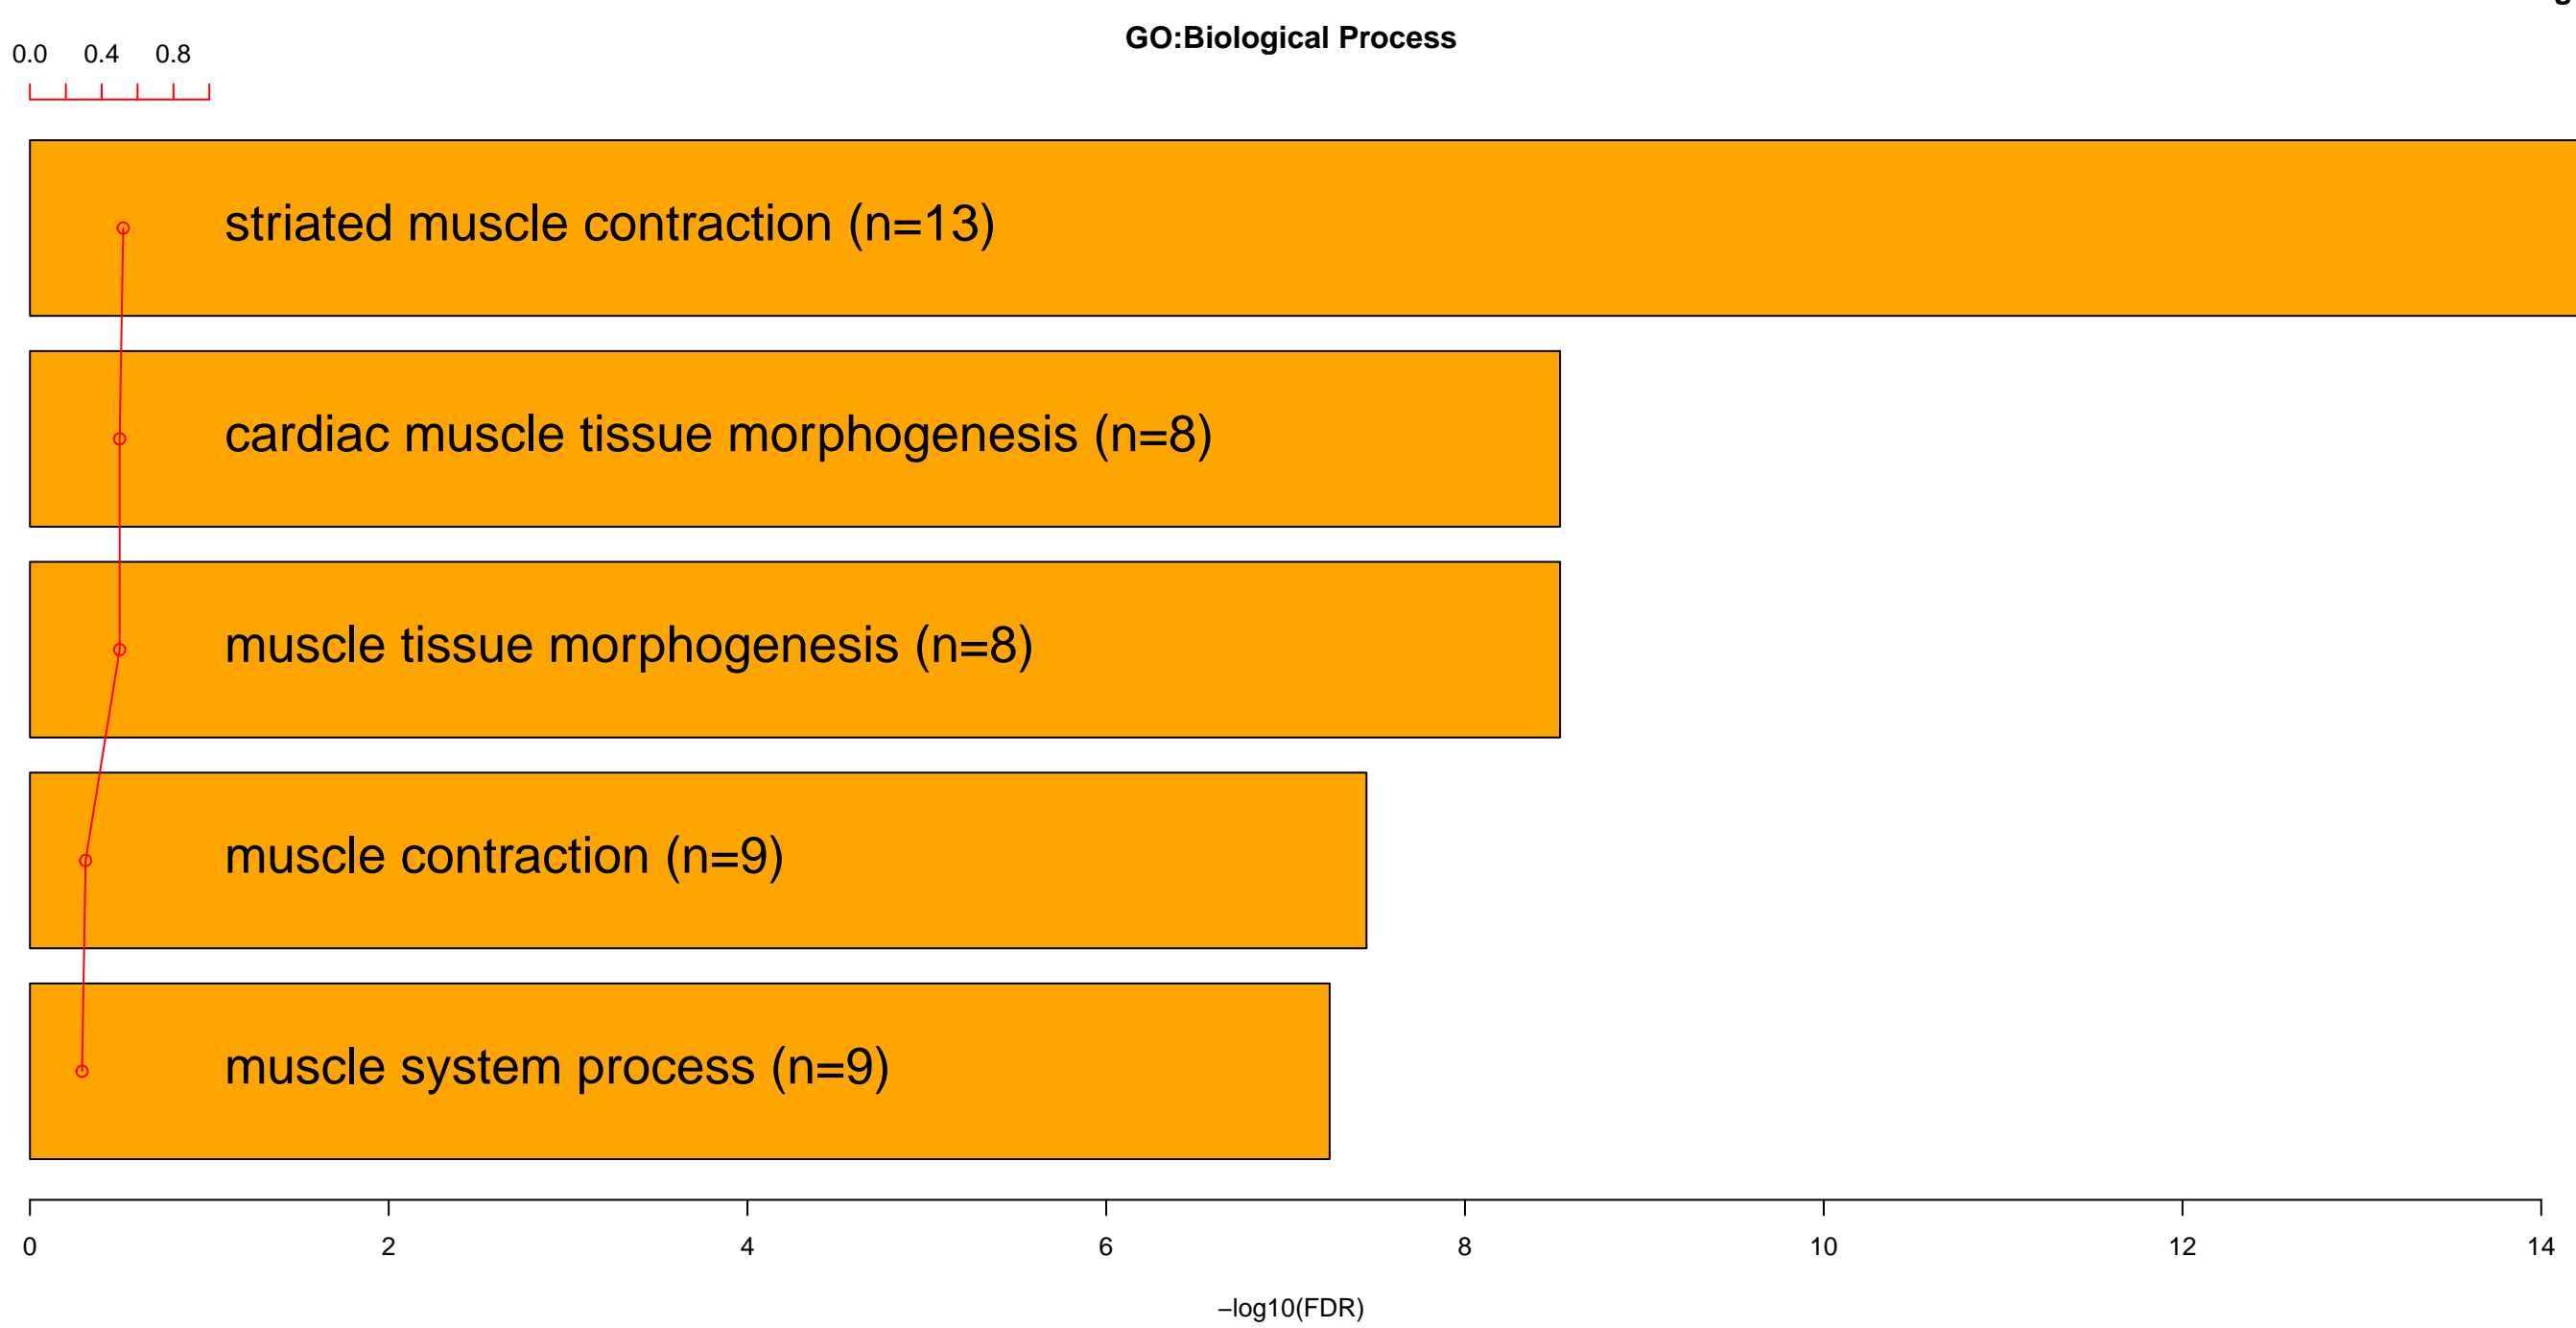 GO:Biological Process
0.0 0.4 0.8
striated muscle contraction (n=13)
cardiac muscle tissue morphogenesis (n=8)
muscle tissue morphogenesis (n=8)
muscle contraction (n=9)
muscle system process (n=9)
0 2 4 6 8 10 12 14
−log10(FDR)